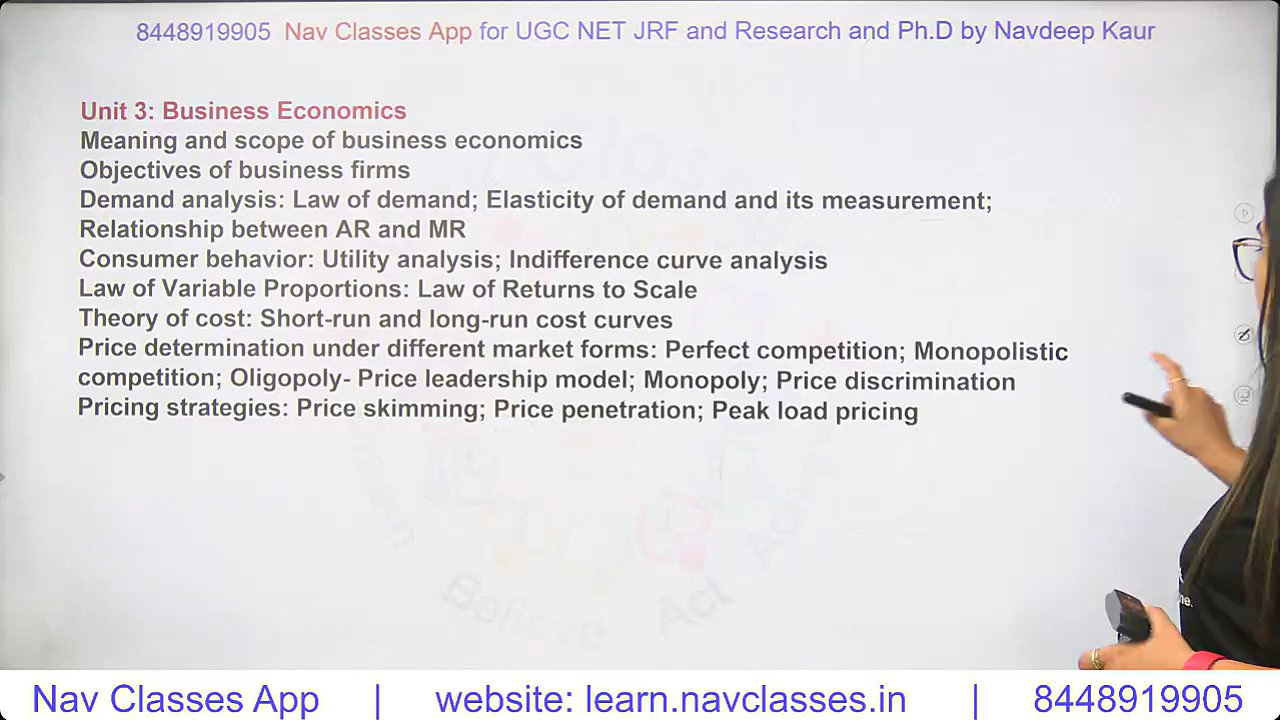 8448919905 Nav Classes App for UGC NET JRF and Research and Ph.D by Navdeep Kaur
Unit 3: Business Economics
Meaning and scope of business economics
Objectives of business firms
Demand analysis: Law of demand; Elasticity of demand and its measurement;
Relationship between AR and MR
Consumer behavior: Utility analysis; Indifference curve analysis
Law of Variable Proportions: Law of Returns to Scale
Theory of cost: Short-run and long-run cost curves
Price determination under different market forms: Perfect competition; Monopolistic
competition; Oligopoly- Price leadership model; Monopoly; Price discrimination
Pricing strategies: Price skimming; Price penetration; Peak load pricing
Believe Act
Nav Classes App | website: learn.navclasses.in | 8448919905